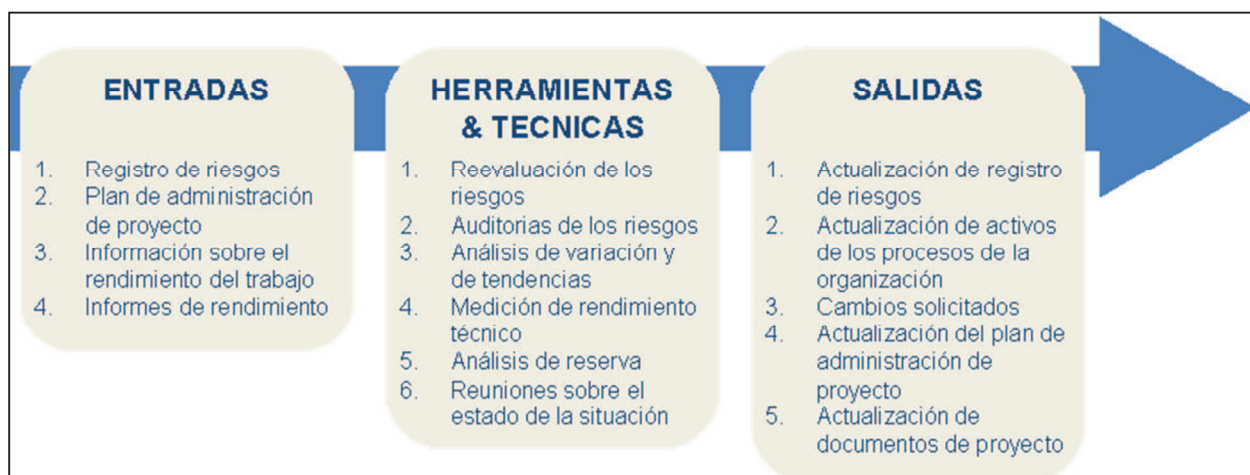 ENTRADAS
1. Registro de riesgos
2. Plan de administración
de proyecto
3. Información sobre el
rendimiento del trabajo
4. Informes de rendimiento
HERRAMIENTAS
& TECNICAS
1. Reevaluación de los
riesgos
2. Auditorias de los riesgos
3. Análisis de variación y
de tendencias
4. Medición de rendimiento
técnico
5. Análisis de reserva
6. Reuniones sobre el
estado de la situación
SALIDAS
1. Actualización de registro
de riesgos
2. Actualización de activos
de los procesos de la
organización
3. Cambios solicitados
4. Actualización del plan de
administración de
proyecto
5. Actualización de
documentos de proyecto